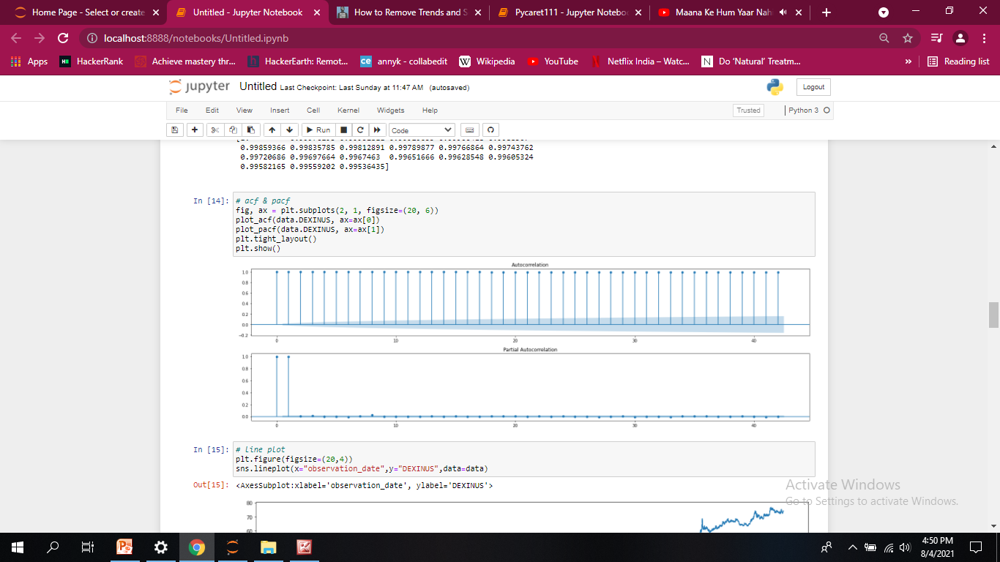 Home Page - Select or create
Untitled - Jupyter Notebook
How to Remove Trends and S
Pycaret111 - Jupyter Noteboo
Maana Ke Hum Yaar Nah
localhost:8888/notebooks/Untitled.ipynb
Apps HackerRank Achieve mastery thr... HackerEarth: Remot... annyk - collabedit Wikipedia YouTube Netflix India – Watc... Do 'Natural' Treatm... » Reading list
jupyter Untitled Last Checkpoint: Last Sunday at 11:47 AM (autosaved) Logout
File Edit View Insert Cell Kernel Widgets Help Trusted Python 3
Run Code
0.99859366 0.99835785 0.99812891 0.99789877 0.99766864 0.99743762
0.99720686 0.99697664 0.9967463 0.99651666 0.99628548 0.99605324
0.99582165 0.99559202 0.99536435]
In [14]: # acf & pacf
fig, ax = plt.subplots(2, 1, figsize=(20, 6))
plot_acf(data.DEXINUS, ax=ax[0])
plot_pacf(data.DEXINUS, ax=ax[1])
plt.tight_layout()
plt.show()
Autocorrelation
1.0
0.8
0.6
0.4
0.2
0.0
−0.2
0 10 20 30 40
Partial Autocorrelation
1.0
0.8
0.6
0.4
0.2
0.0
0 10 20 30 40
In [15]: # line plot
plt.figure(figsize=(20,4))
sns.lineplot(x="observation_date",y="DEXINUS",data=data)
Out[15]: <AxesSubplot:xlabel='observation_date', ylabel='DEXINUS'>
80
70
60
Activate Windows
Go to Settings to activate Windows.
4:50 PM
8/4/2021